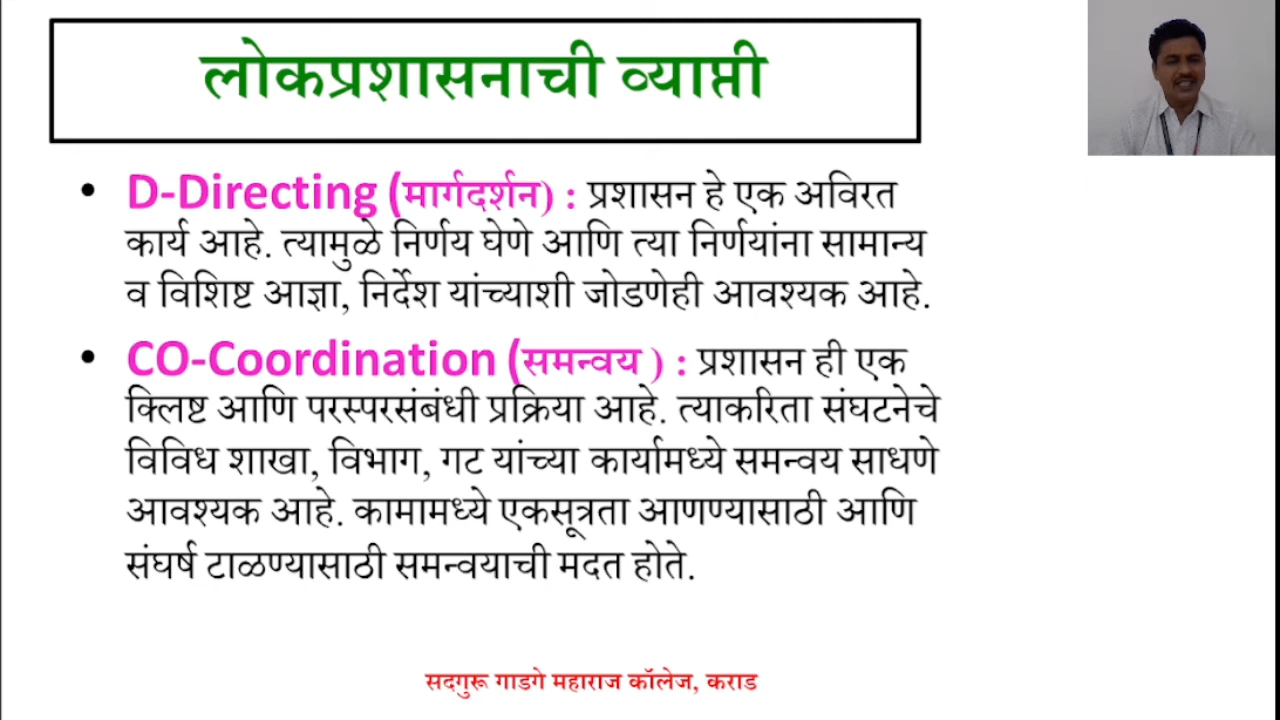 लोकप्रशासनाची व्याप्ती
• D-Directing (मार्गदर्शन) : प्रशासन हे एक अविरत
कार्य आहे. त्यामुळे निर्णय घेणे आणि त्या निर्णयांना सामान्य
व विशिष्ट आज्ञा, निर्देश यांच्याशी जोडणेही आवश्यक आहे.
• CO-Coordination (समन्वय ) : प्रशासन ही एक
क्लिष्ट आणि परस्परसंबंधी प्रक्रिया आहे. त्याकरिता संघटनेचे
विविध शाखा, विभाग, गट यांच्या कार्यामध्ये समन्वय साधणे
आवश्यक आहे. कामामध्ये एकसूत्रता आणण्यासाठी आणि
संघर्ष टाळण्यासाठी समन्वयाची मदत होते.
सदगुरू गाडगे महाराज कॉलेज, कराड